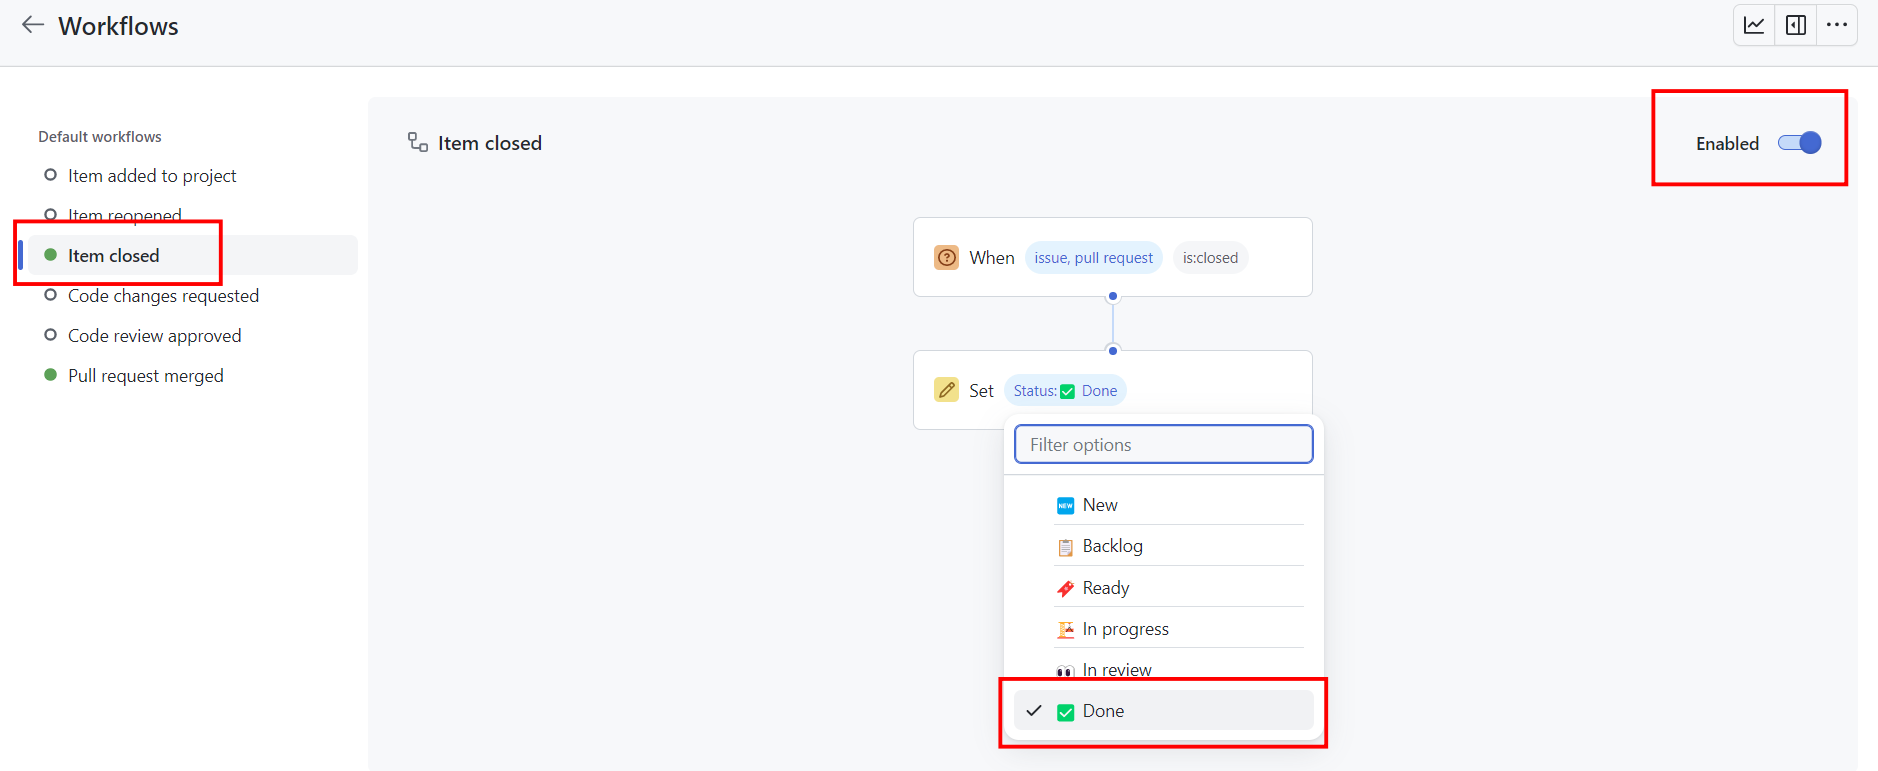 Workflows
Default workflows
Item added to project
Item reopened
Item closed
Code changes requested
Code review approved
Pull request merged
Item closed
Enabled
When issue, pull request is:closed
Set Status:✅ Done
Filter options
🆕 New
📋 Backlog
🔖 Ready
🏗 In progress
👀 In review
✅ Done